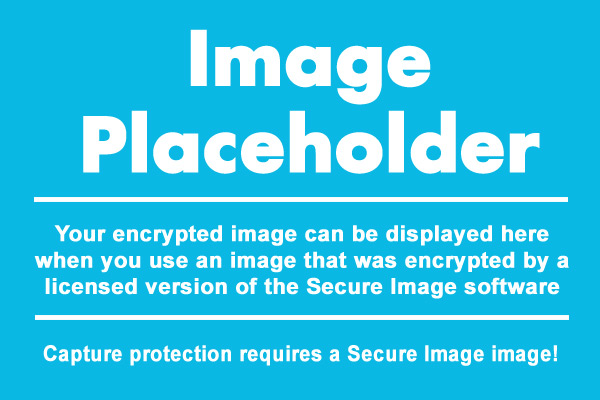 Image
Placeholder
Your encrypted image can be displayed here
when you use an image that was encrypted by a
licensed version of the Secure Image software
Capture protection requires a Secure Image image!